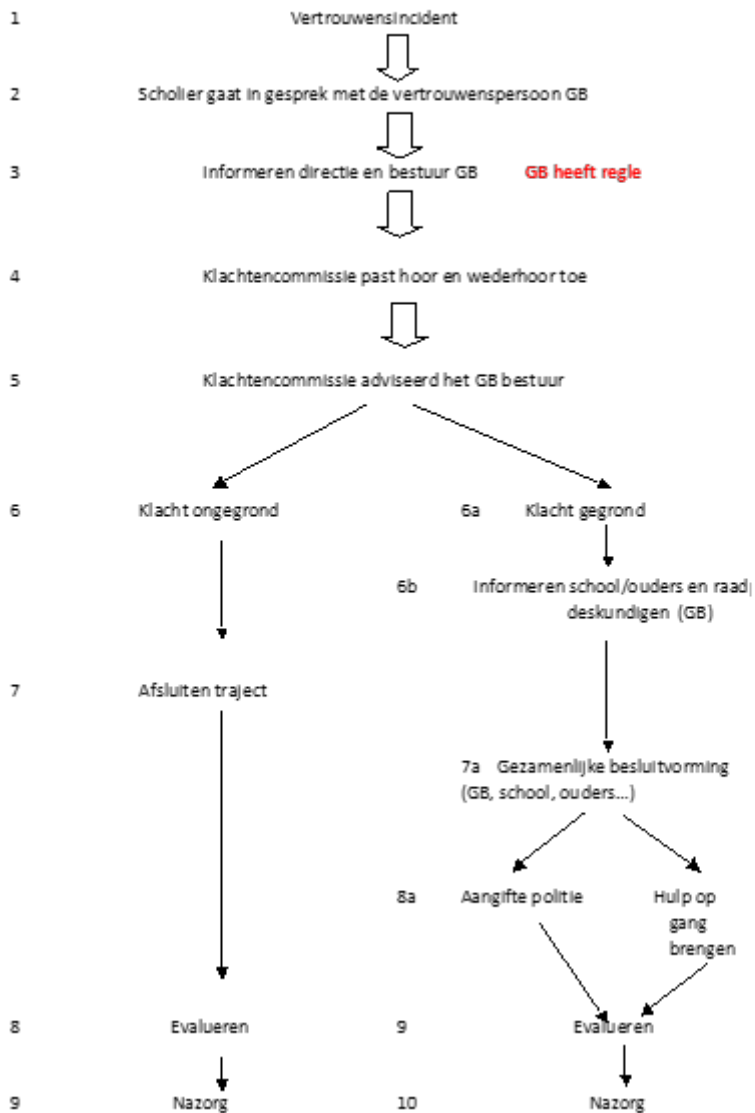 1 Vertrouwensincident
2 Scholier gaat in gesprek met de vertrouwenspersoon GB
3 Informeren directie en bestuur GB GB heeft regie
4 Klachtencommissie past hoor en wederhoor toe
5 Klachtencommissie adviseerd het GB bestuur
6 Klacht ongegrond 6a Klacht gegrond
6b Informeren school/ouders en raadp
deskundigen (GB)
7 Afsluiten traject
7a Gezamenlijke besluitvorming
(GB, school, ouders...)
8a Aangifte politie Hulp op
gang
brengen
8 Evalueren 9 Evalueren
9 Nazorg 10 Nazorg